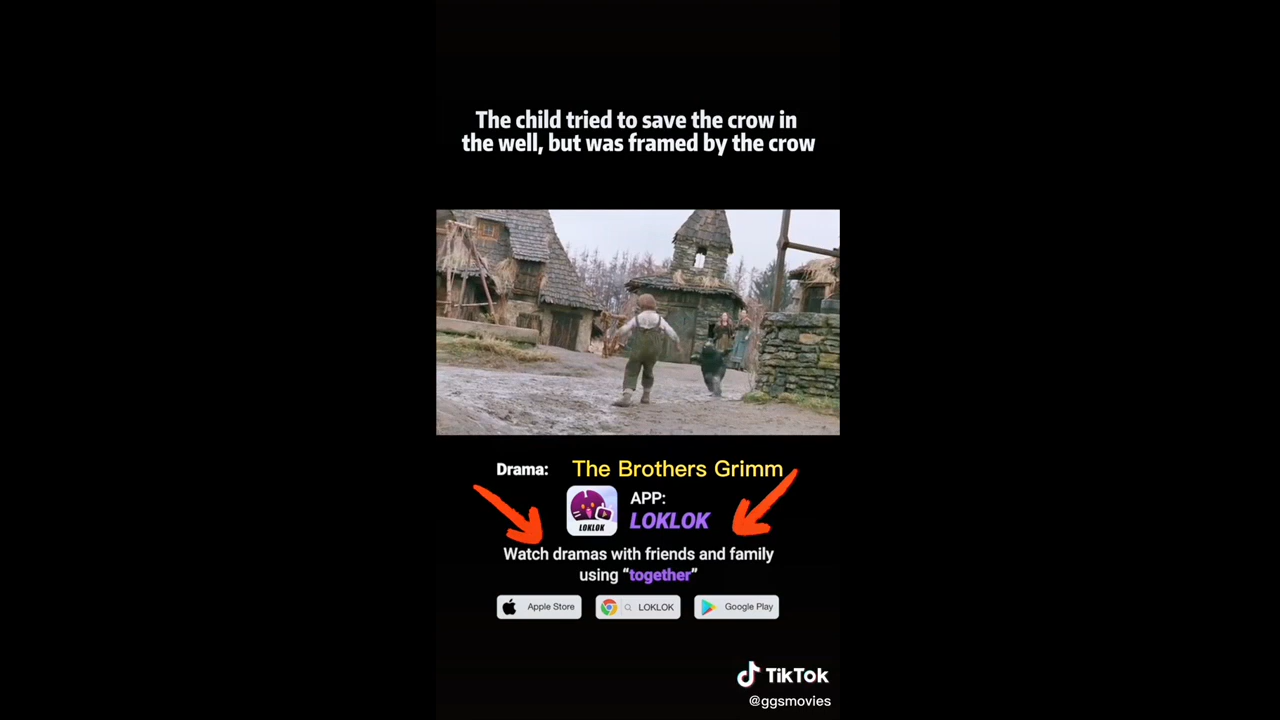 The child tried to save the crow in
the well, but was framed by the crow
Drama: The Brothers Grimm
LOKLOK
APP:
LOKLOK
Watch dramas with friends and family
using “together”
Apple Store
LOKLOK
Google Play
TikTok
@ggsmovies